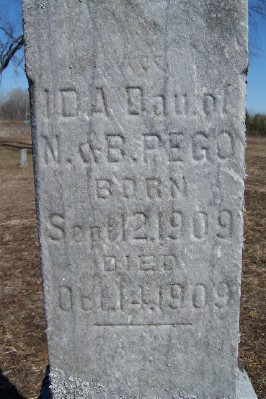 IDA Dau. of
N. & B. PEGO
BORN
Sept. 12, 1909
DIED
Oct. 14, 1909